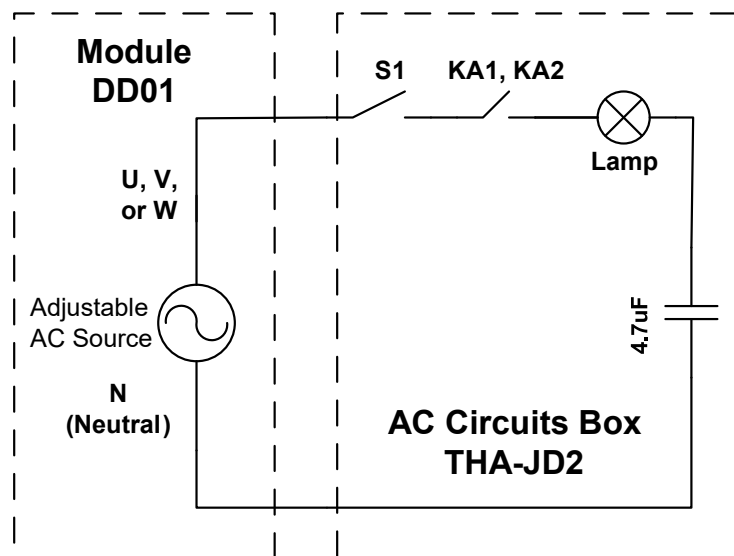 Module
DD01
S1
KA1, KA2
Lamp
U, V,
or W
Adjustable
AC Source
4.7uF
N
(Neutral)
AC Circuits Box
THA-JD2